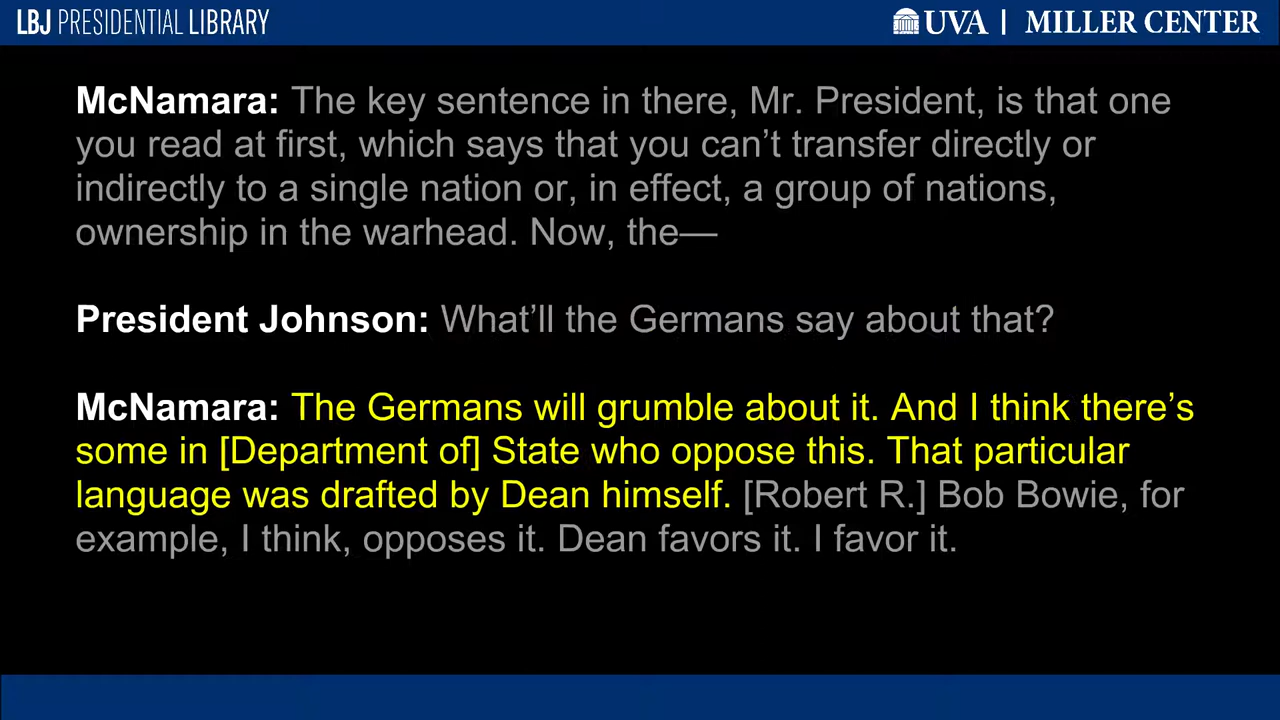 LBJ PRESIDENTIAL LIBRARY
UVA | MILLER CENTER
McNamara: The key sentence in there, Mr. President, is that one
you read at first, which says that you can’t transfer directly or
indirectly to a single nation or, in effect, a group of nations,
ownership in the warhead. Now, the—
President Johnson: What’ll the Germans say about that?
McNamara: The Germans will grumble about it. And I think there’s
some in [Department of] State who oppose this. That particular
language was drafted by Dean himself. [Robert R.] Bob Bowie, for
example, I think, opposes it. Dean favors it. I favor it.